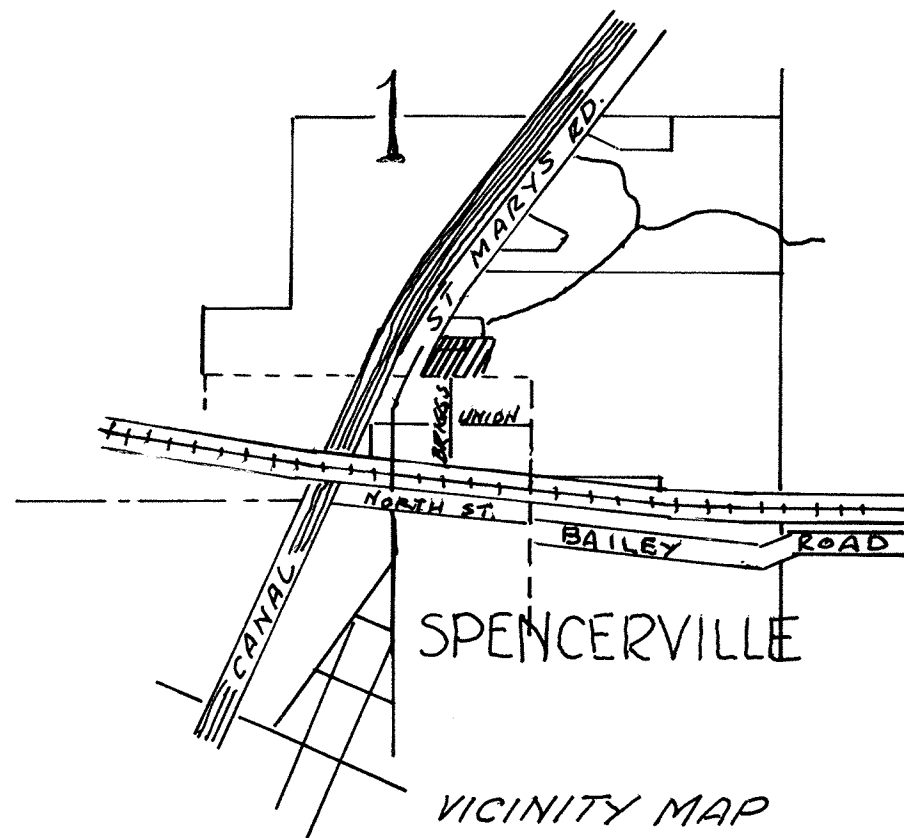 ST. MARYS RD.
BRIGGS
UNION
NORTH ST.
BAILEY ROAD
CANAL
SPENCERVILLE
VICINITY MAP